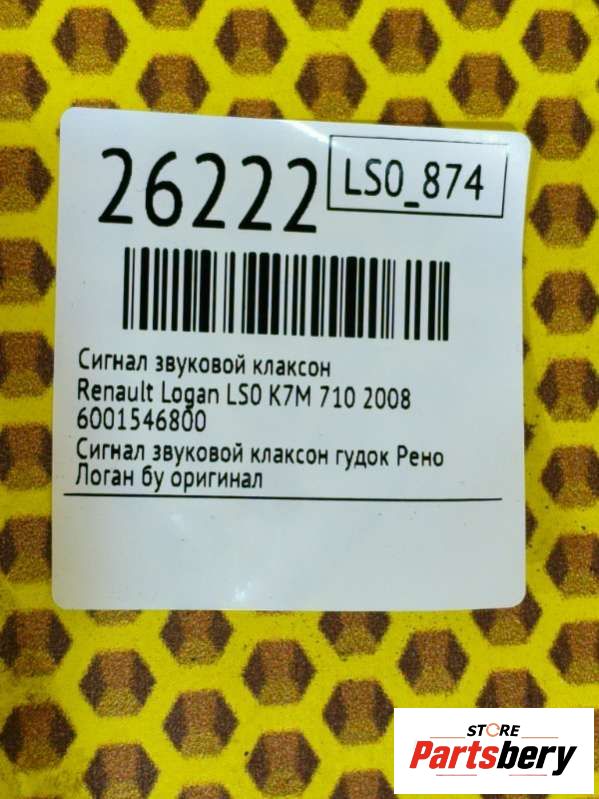 26222
LS0_874
Сигнал звуковой клаксон
Renault Logan LS0 K7M 710 2008
6001546800
Сигнал звуковой клаксон гудок Рено
Логан бу оригинал
STORE
Partsbery